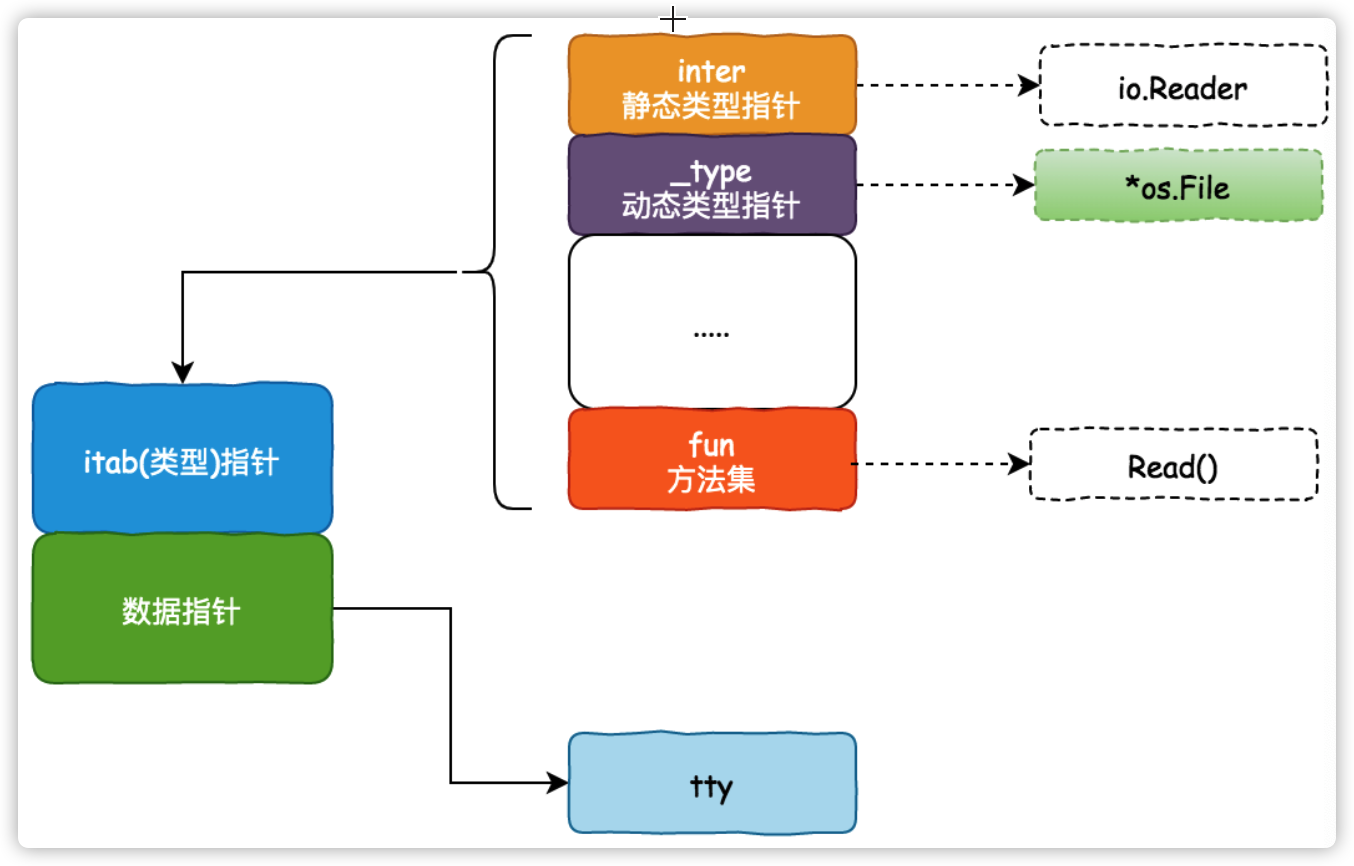 inter
静态类型指针
io.Reader
_type
动态类型指针
*os.File
.....
fun
方法集
Read()
itab(类型)指针
数据指针
tty